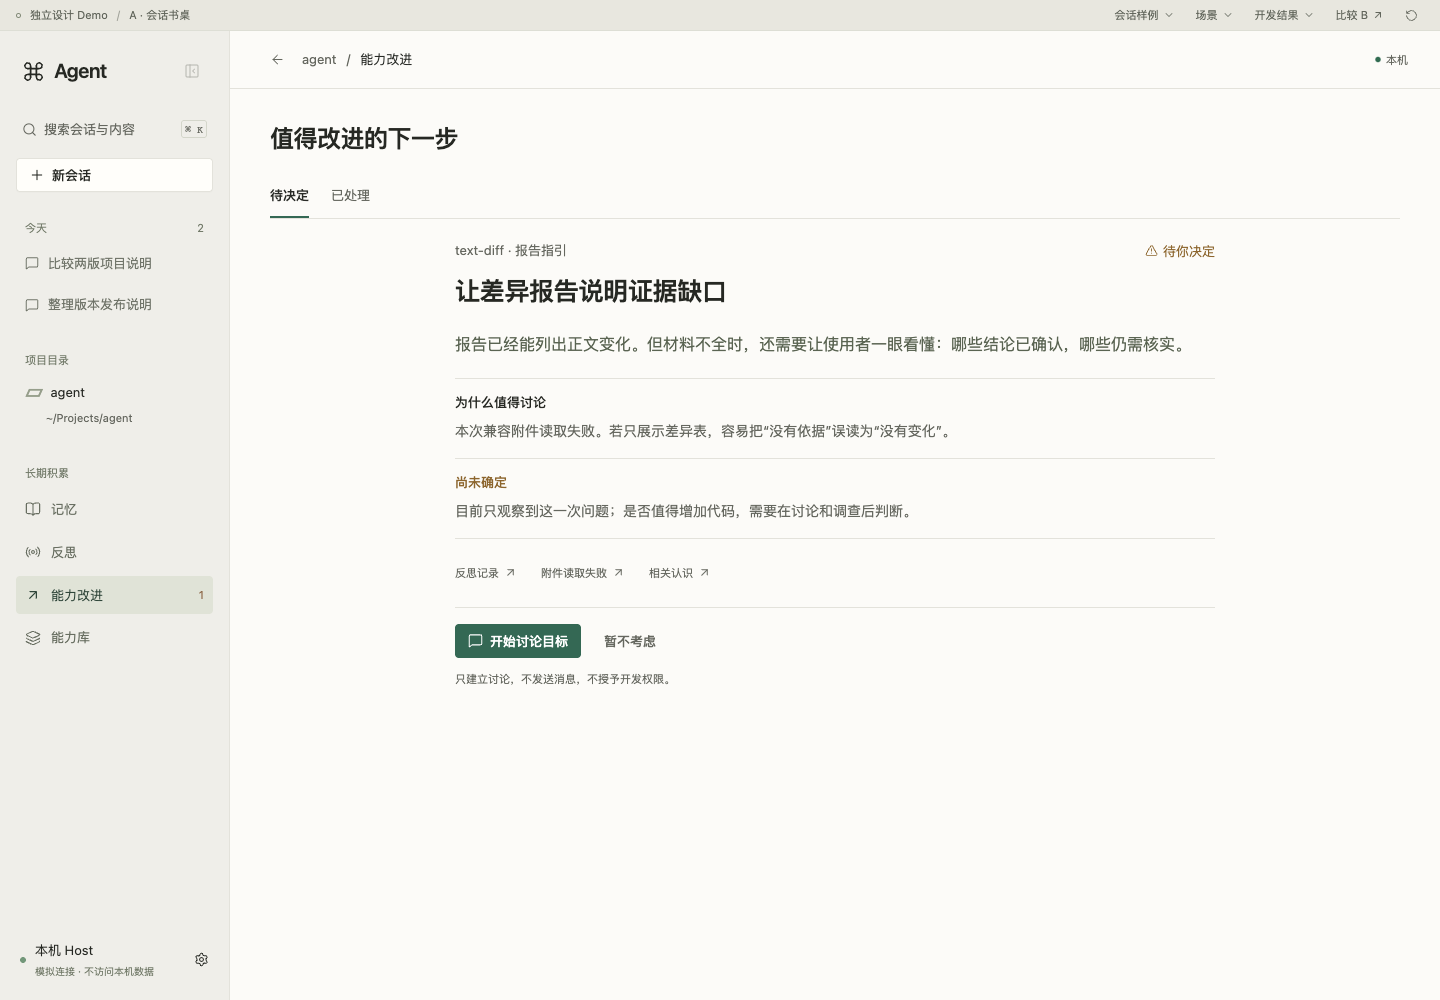 独立设计 Demo / A · 会话书桌
会话样例 场景 开发结果 比较 B
Agent
搜索会话与内容 ⌘ K
新会话
今天 2
比较两版项目说明
整理版本发布说明
项目目录
agent
~/Projects/agent
长期积累
记忆
反思
能力改进 1
能力库
本机 Host
模拟连接 · 不访问本机数据
agent / 能力改进
本机
值得改进的下一步
待决定 已处理
text-diff · 报告指引 待你决定
让差异报告说明证据缺口
报告已经能列出正文变化。但材料不全时，还需要让使用者一眼看懂：哪些结论已确认，哪些仍需核实。
为什么值得讨论
本次兼容附件读取失败。若只展示差异表，容易把“没有依据”误读为“没有变化”。
尚未确定
目前只观察到这一次问题；是否值得增加代码，需要在讨论和调查后判断。
反思记录 附件读取失败 相关认识
开始讨论目标 暂不考虑
只建立讨论，不发送消息，不授予开发权限。